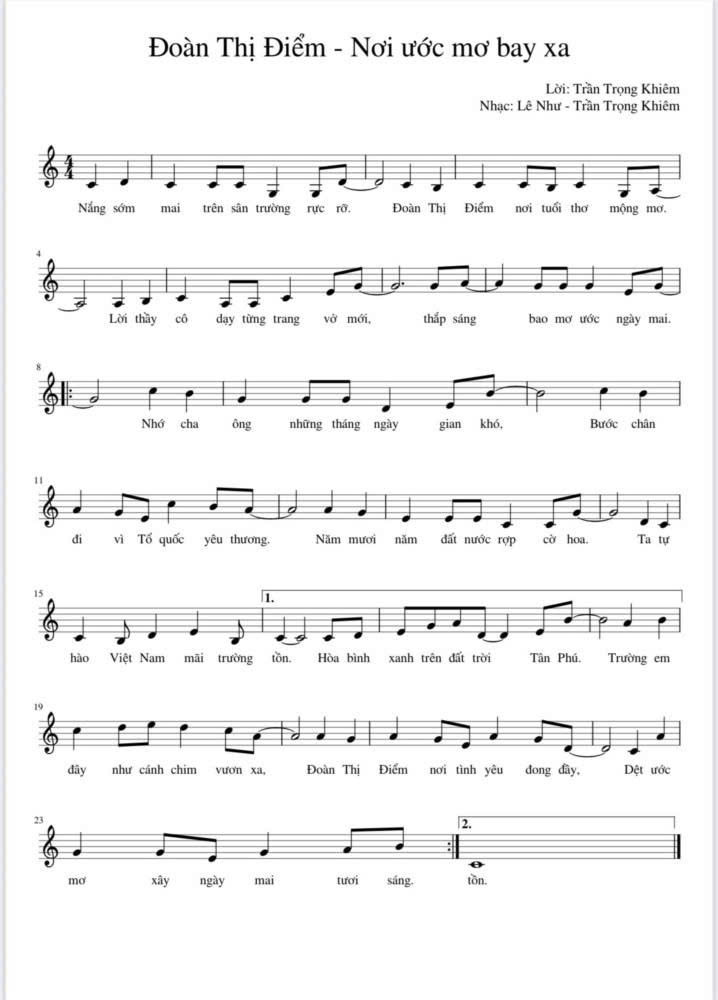 Đoàn Thị Điểm - Nơi ước mơ bay xa
Lời: Trần Trọng Khiêm
Nhạc: Lê Như - Trần Trọng Khiêm
Nắng sớm mai trên sân trường rực rỡ. Đoàn Thị Điểm nơi tuổi thơ mộng mơ.
4
Lời thầy cô dạy từng trang vở mới, thắp sáng bao mơ ước ngày mai.
8
Nhớ cha ông những tháng ngày gian khó, Bước chân
11
đi vì Tổ quốc yêu thương. Năm mươi năm đất nước rợp cờ hoa. Ta tự
15
1.
hào Việt Nam mãi trường tồn. Hòa bình xanh trên đất trời Tân Phú. Trường em
19
đây như cánh chim vươn xa, Đoàn Thị Điểm nơi tình yêu đong đầy, Dệt ước
23
2.
mơ xây ngày mai tươi sáng. tồn.